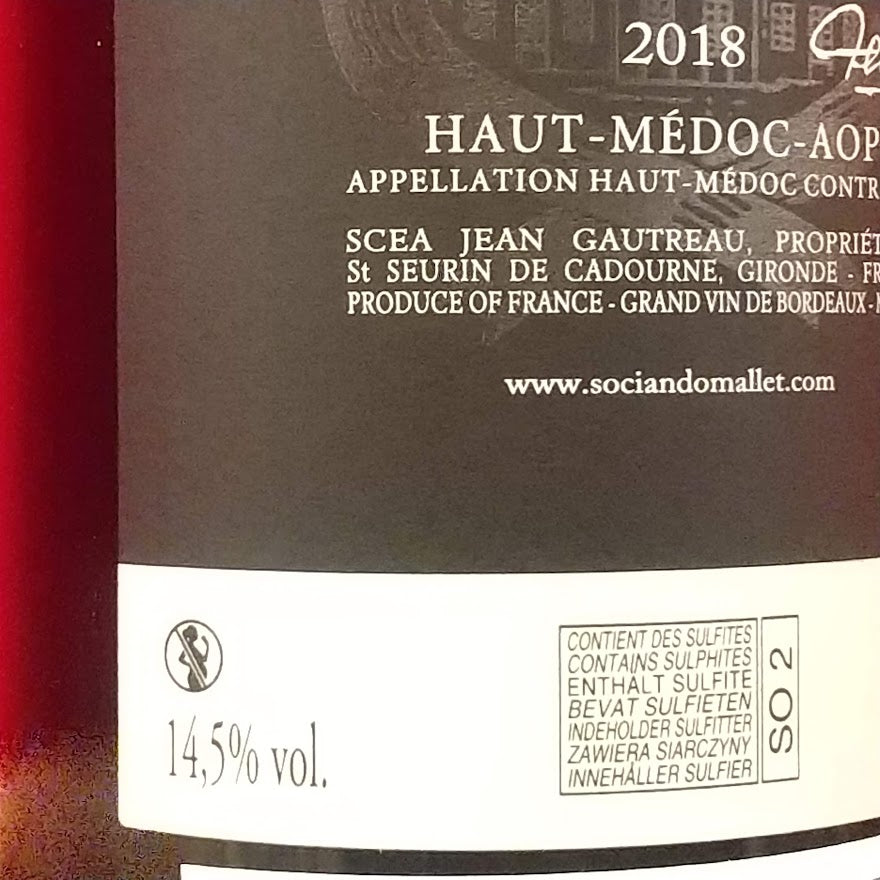 2018
HAUT-MÉDOC-AOP
APPELLATION HAUT-MÉDOC CONTR
SCEA JEAN GAUTREAU, PROPRIÉT
St SEURIN DE CADOURNE, GIRONDE - FR
PRODUCE OF FRANCE - GRAND VIN DE BORDEAUX -
www.sociandomallet.com
CONTIENT DES SULFITES
CONTAINS SULPHITES
ENTHALT SULFITE
BEVAT SULFIETEN
INDEHOLDER SULFITTER
ZAWIERA SIARCZYNY
INNEHÅLLER SULFIER
SO 2
14,5% vol.